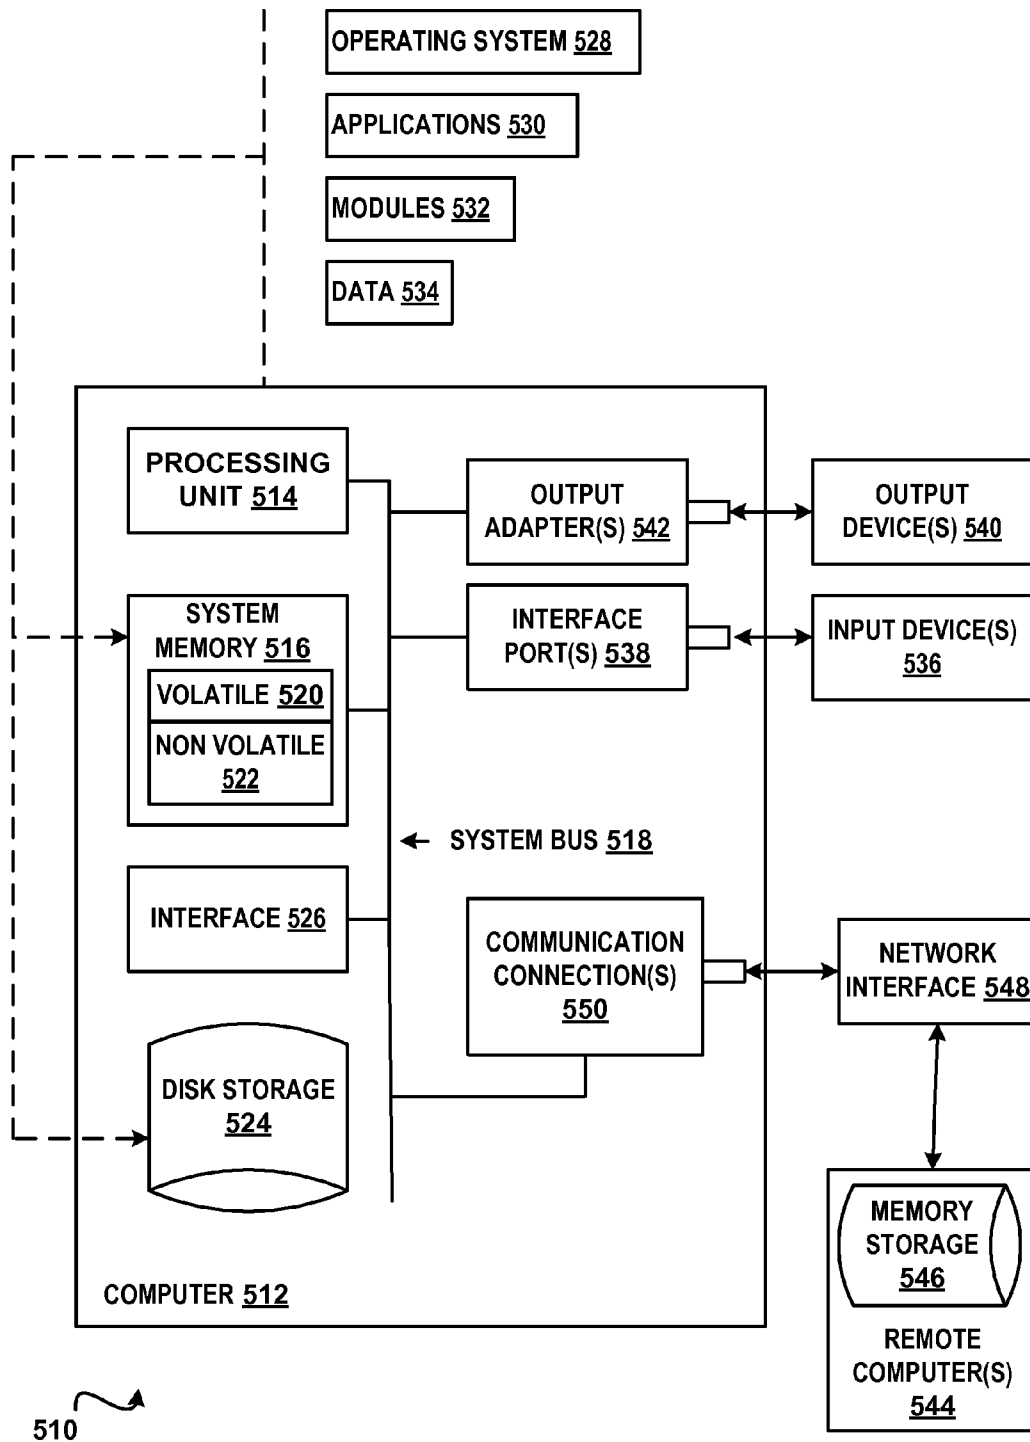 OPERATING SYSTEM 528
APPLICATIONS 530
MODULES 532
DATA 534
PROCESSING
UNIT 514
OUTPUT
ADAPTER(S) 542
OUTPUT
DEVICE(S) 540
SYSTEM
MEMORY 516
VOLATILE 520
NON VOLATILE
522
INTERFACE
PORT(S) 538
INPUT DEVICE(S)
536
SYSTEM BUS 518
INTERFACE 526
COMMUNICATION
CONNECTION(S)
550
NETWORK
INTERFACE 548
DISK STORAGE
524
MEMORY
STORAGE
546
REMOTE
COMPUTER(S)
544
COMPUTER 512
510